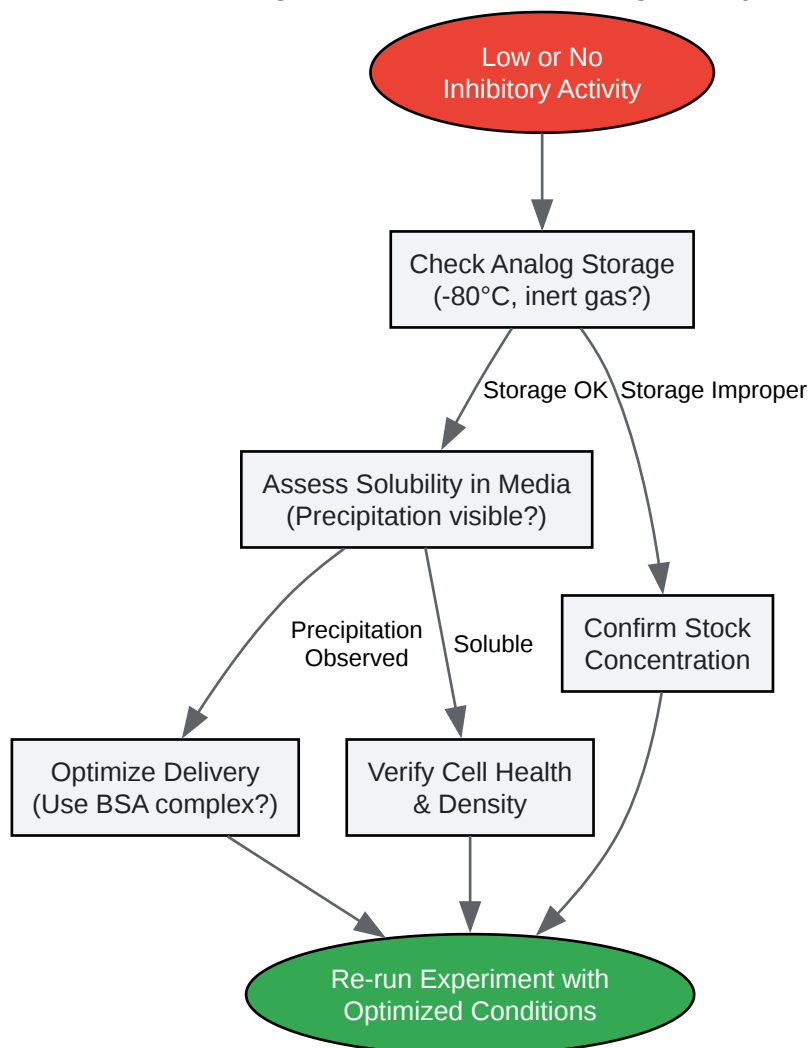 Low or No
Inhibitory Activity
Check Analog Storage
(-80°C, inert gas?)
Storage OK
Storage Improper
Assess Solubility in Media
(Precipitation visible?)
Precipitation
Observed
Soluble
Confirm Stock
Concentration
Optimize Delivery
(Use BSA complex?)
Verify Cell Health
& Density
Re-run Experiment with
Optimized Conditions